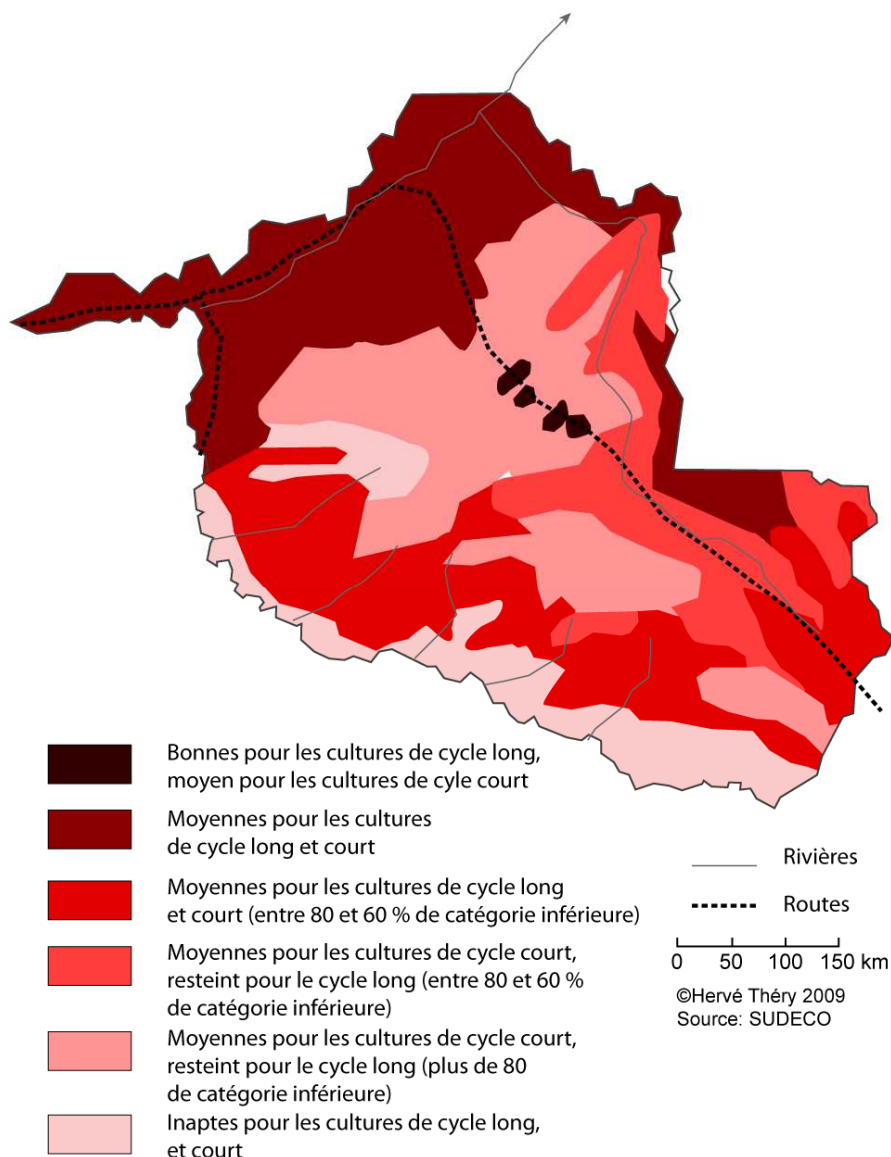 Bonnes pour les cultures de cycle long,
moyen pour les cultures de cyle court
Moyennes pour les cultures
de cycle long et court
Moyennes pour les cultures de cycle long
et court (entre 80 et 60 % de catégorie inférieure)
Moyennes pour les cultures de cycle court,
resteint pour le cycle long (entre 80 et 60 %
de catégorie inférieure)
Moyennes pour les cultures de cycle court,
resteint pour le cycle long (plus de 80
de catégorie inférieure)
Inaptes pour les cultures de cycle long,
et court
Rivières
Routes
0 50 100 150 km
©Hervé Théry 2009
Source: SUDECO